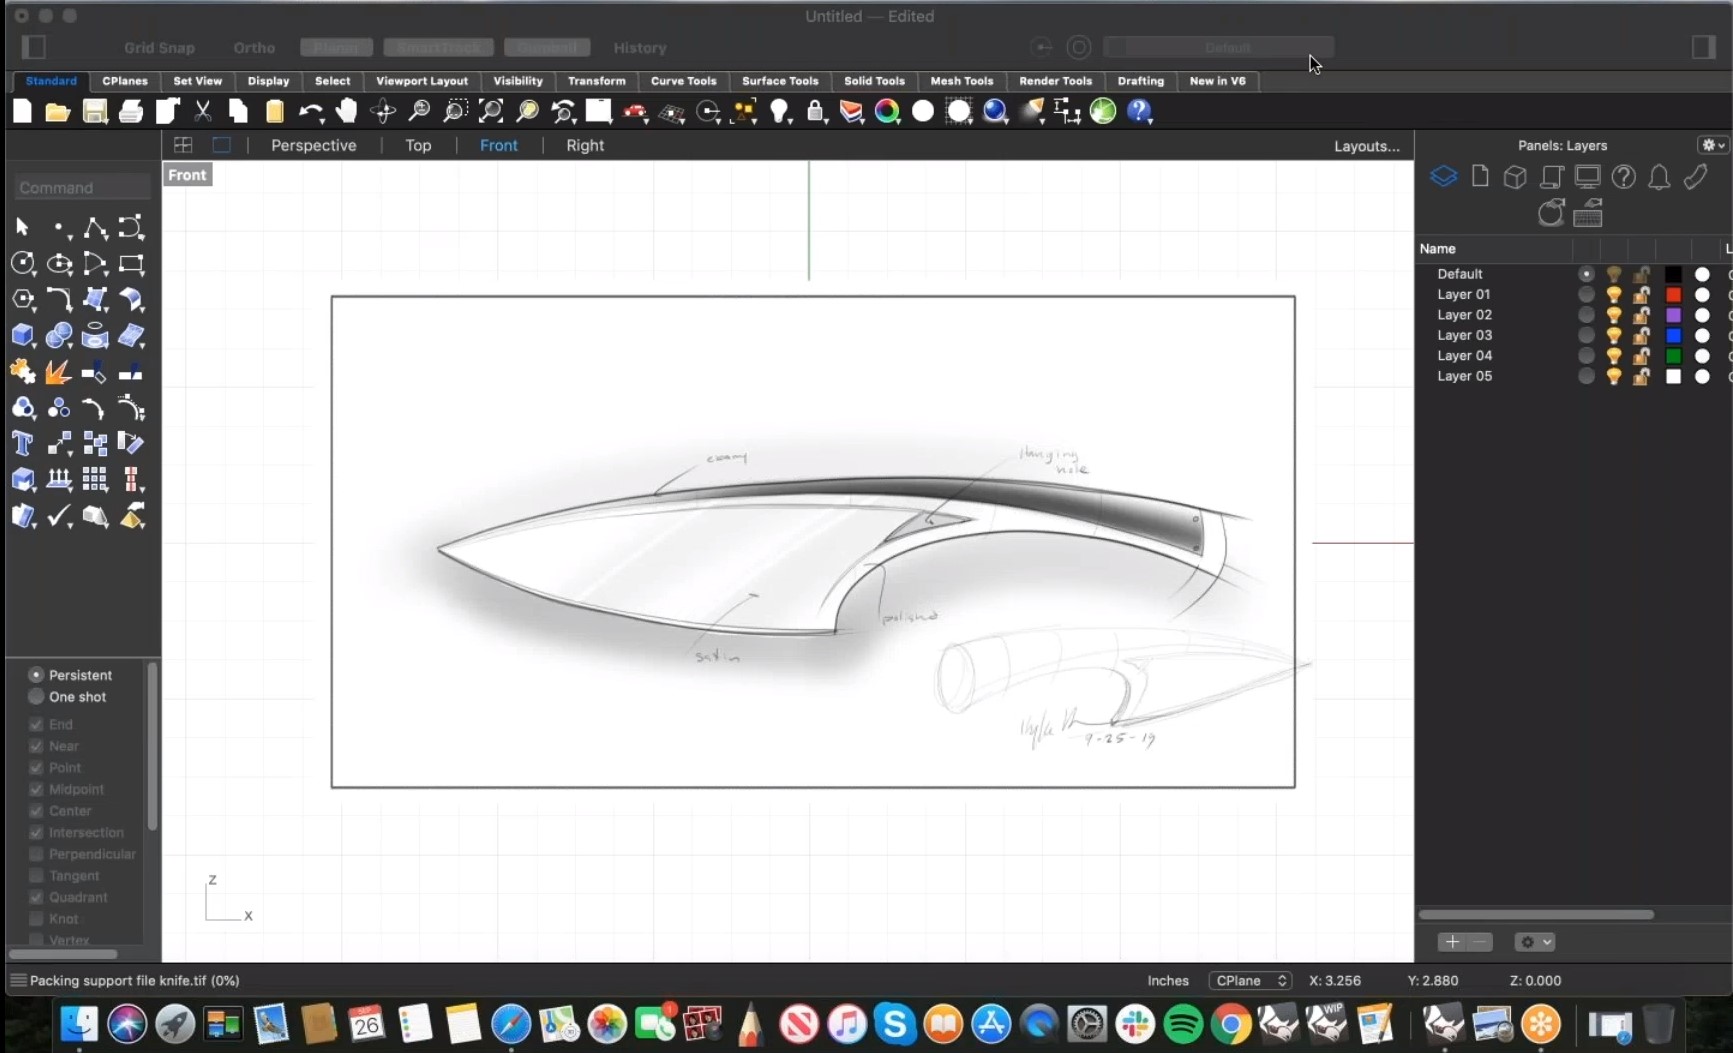 Untitled — Edited
Grid Snap Ortho Planar SmartTrack Gumball History Default
Standard CPlanes Set View Display Select Viewport Layout Visibility Transform Curve Tools Surface Tools Solid Tools Mesh Tools Render Tools Drafting New in V6
Perspective Top Front Right Layouts... Panels: Layers
Front
Command
Name
Default
Layer 01
Layer 02
Layer 03
Layer 04
Layer 05
ebony
Hanging
hole
polished
satin
9-25-19
Persistent
One shot
End
Near
Point
Midpoint
Center
Intersection
Perpendicular
Tangent
Quadrant
Knot
Vertex
z
x
Packing support file knife.tif (0%) Inches CPlane X: 3.256 Y: 2.880 Z: 0.000
SEP
26
1
WIP